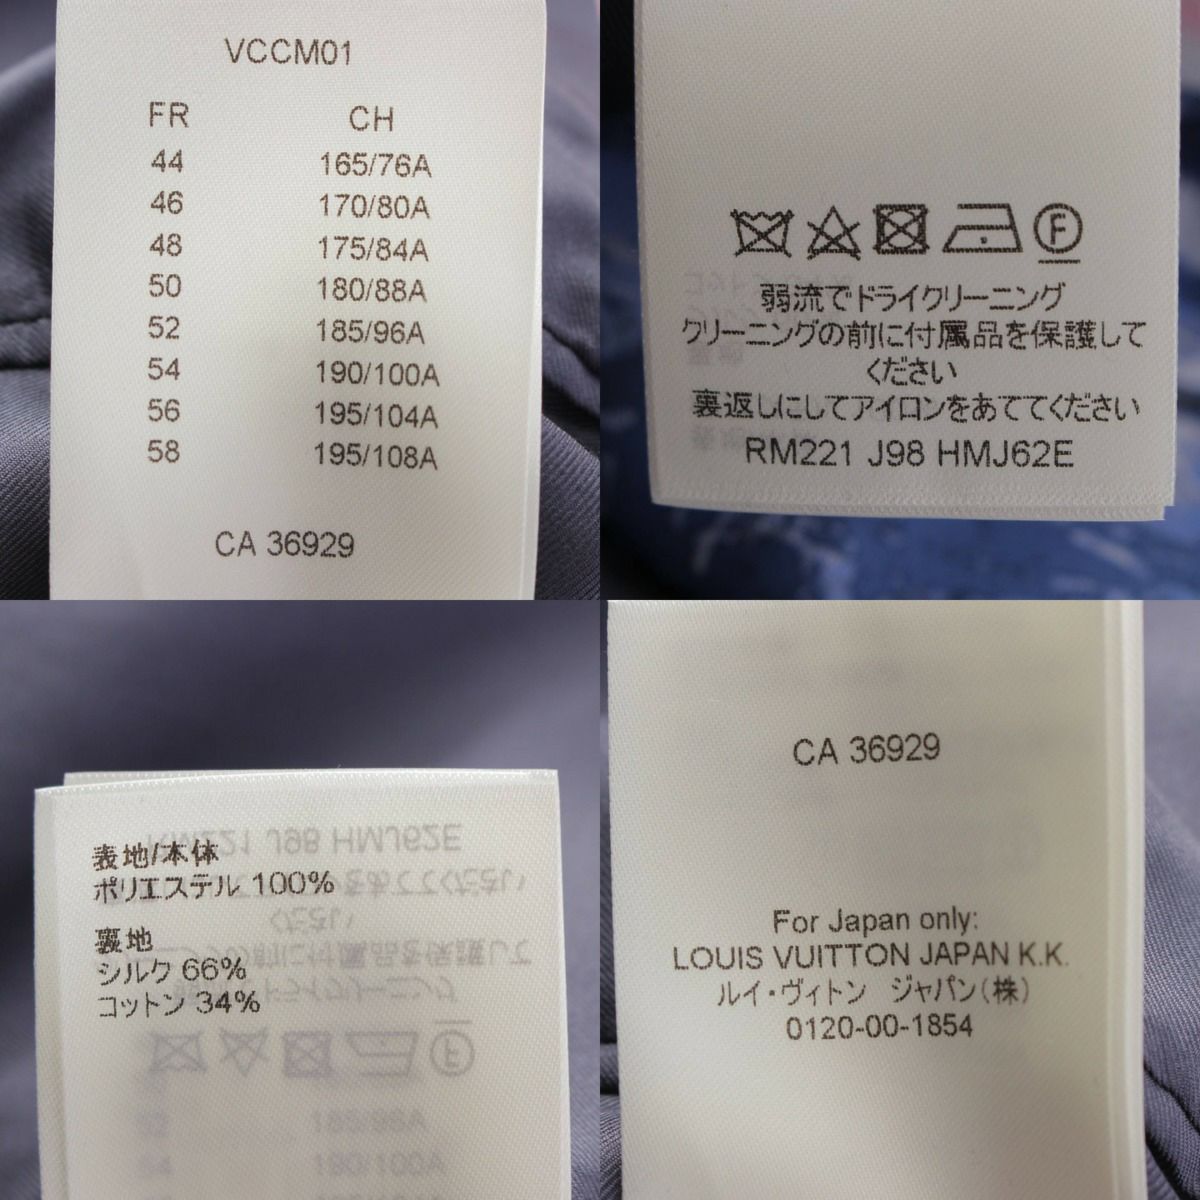 VCCM01
FR CH
44 165/76A
46 170/80A
48 175/84A
50 180/88A
52 185/96A
54 190/100A
56 195/104A
58 195/108A
CA 36929
F
弱流でドライクリーニング
クリーニングの前に付属品を保護して
ください
裏返しにしてアイロンをあててください
RM221 J98 HMJ62E
表地/本体
ポリエステル 100%
裏地
シルク 66%
コットン 34%
CA 36929
For Japan only:
LOUIS VUITTON JAPAN K.K.
ルイ・ヴィトン ジャパン(株)
0120-00-1854